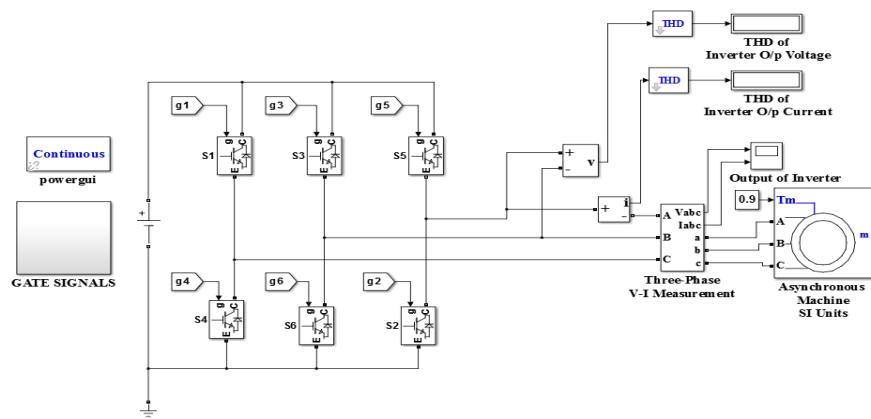 THD
THD of
Inverter O/p Voltage
THD
THD of
Inverter O/p Current
g1
g3
g5
g C
S1
E
g C
S3
E
g C
S5
E
Continuous
powergui
GATE SIGNALS
+
+
-
v
+
-
i
Output of Inverter
0.9
A
B
C
Vabc
Iabc
a
b
c
Three-Phase
V-I Measurement
Tm
A
B
C
m
Asynchronous
Machine
SI Units
g4
g6
g2
g C
S4
E
g C
S6
E
g C
S2
E